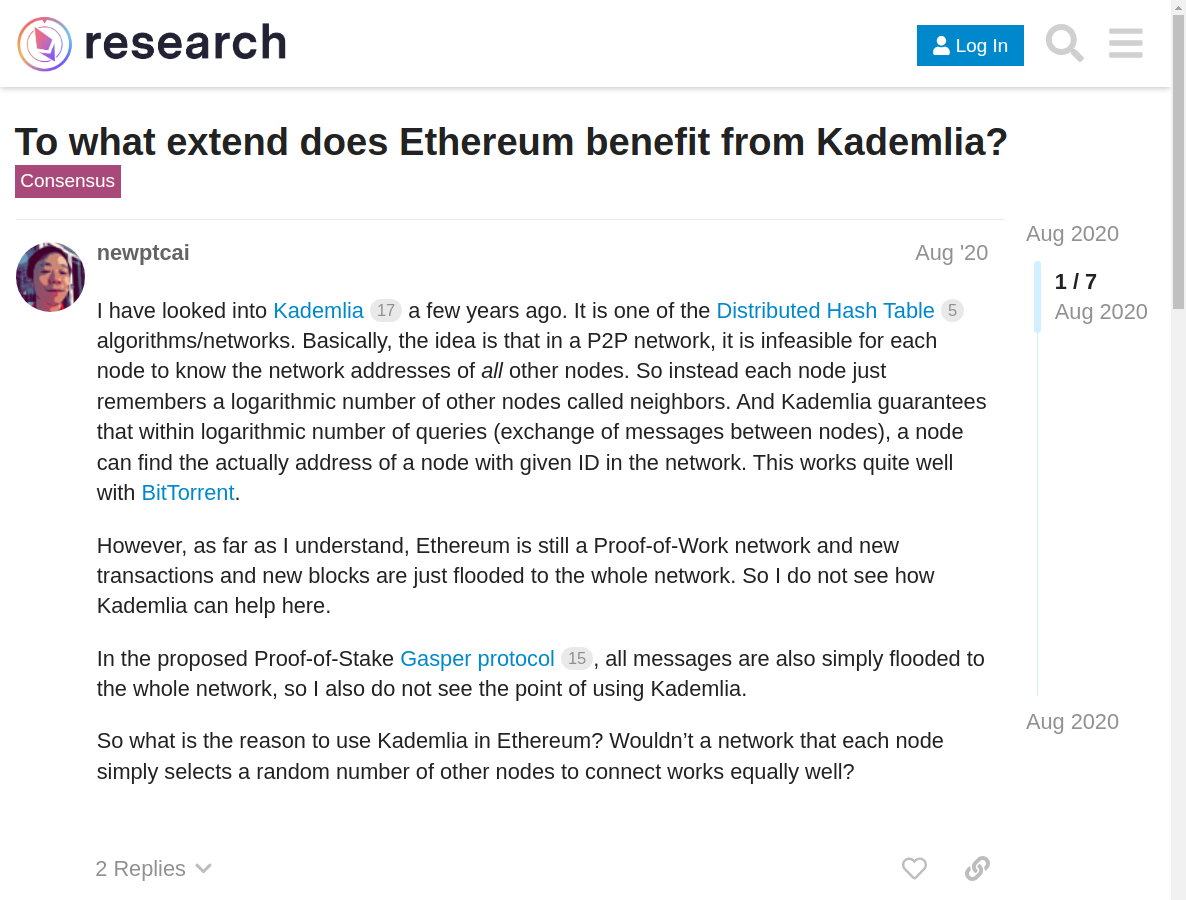 research
Log In
To what extend does Ethereum benefit from Kademlia?
Consensus
newptcai
Aug '20
I have looked into Kademlia 17 a few years ago. It is one of the Distributed Hash Table 5
algorithms/networks. Basically, the idea is that in a P2P network, it is infeasible for each
node to know the network addresses of all other nodes. So instead each node just
remembers a logarithmic number of other nodes called neighbors. And Kademlia guarantees
that within logarithmic number of queries (exchange of messages between nodes), a node
can find the actually address of a node with given ID in the network. This works quite well
with BitTorrent.
However, as far as I understand, Ethereum is still a Proof-of-Work network and new
transactions and new blocks are just flooded to the whole network. So I do not see how
Kademlia can help here.
In the proposed Proof-of-Stake Gasper protocol 15, all messages are also simply flooded to
the whole network, so I also do not see the point of using Kademlia.
So what is the reason to use Kademlia in Ethereum? Wouldn’t a network that each node
simply selects a random number of other nodes to connect works equally well?
2 Replies
Aug 2020
1 / 7
Aug 2020
Aug 2020